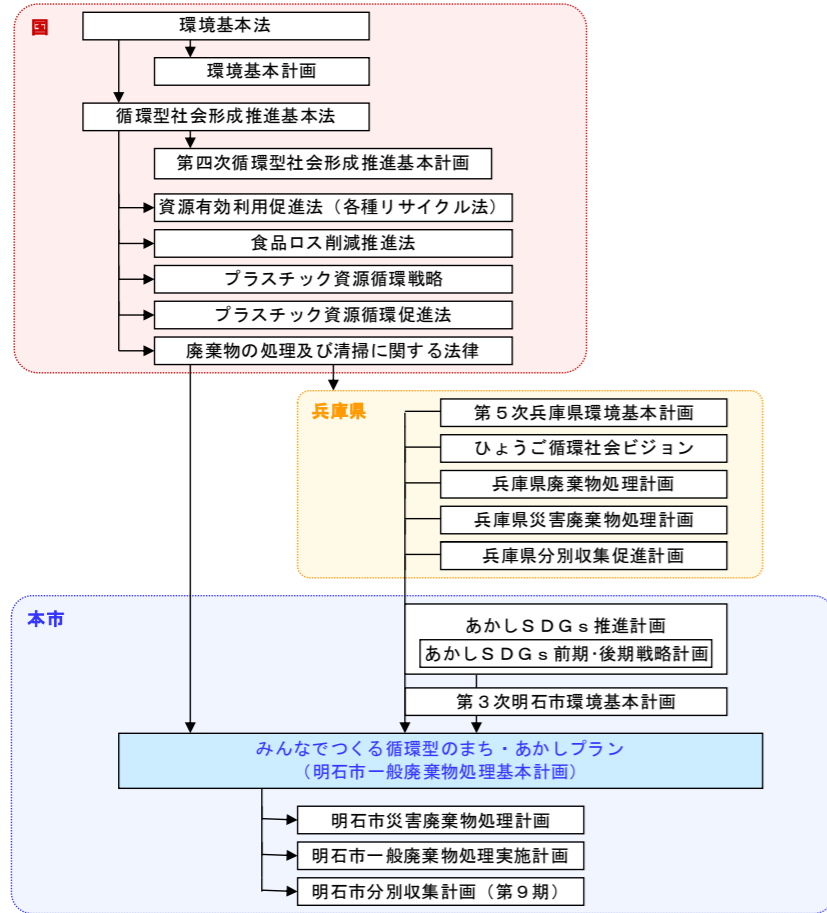 国
環境基本法
環境基本計画
循環型社会形成推進基本法
第四次循環型社会形成推進基本計画
資源有効利用促進法（各種リサイクル法）
食品ロス削減推進法
プラスチック資源循環戦略
プラスチック資源循環促進法
廃棄物の処理及び清掃に関する法律
兵庫県
第５次兵庫県環境基本計画
ひょうご循環社会ビジョン
兵庫県廃棄物処理計画
兵庫県災害廃棄物処理計画
兵庫県分別収集促進計画
本市
あかしＳＤＧｓ推進計画
あかしＳＤＧｓ前期・後期戦略計画
第３次明石市環境基本計画
みんなでつくる循環型のまち・あかしプラン
（明石市一般廃棄物処理基本計画）
明石市災害廃棄物処理計画
明石市一般廃棄物処理実施計画
明石市分別収集計画（第９期）